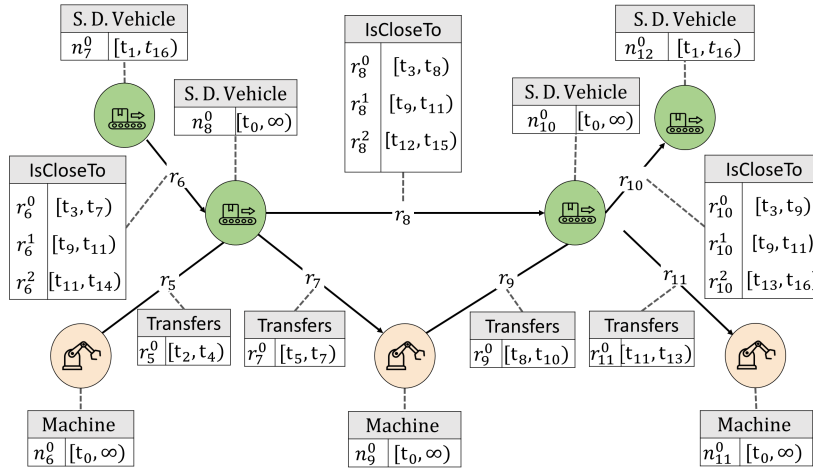 S. D. Vehicle
n₇⁰ [t₁, t₁₆)
S. D. Vehicle
n₈⁰ [t₀, ∞)
IsCloseTo
r₈⁰ [t₃, t₈)
r₈¹ [t₉, t₁₁)
r₈² [t₁₂, t₁₅)
S. D. Vehicle
n₁₀⁰ [t₀, ∞)
S. D. Vehicle
n₁₂⁰ [t₁, t₁₆)
IsCloseTo
r₆⁰ [t₃, t₇)
r₆¹ [t₉, t₁₁)
r₆² [t₁₁, t₁₄)
r₆
r₈
r₁₀
IsCloseTo
r₁₀⁰ [t₃, t₉)
r₁₀¹ [t₉, t₁₁)
r₁₀² [t₁₃, t₁₆)
r₅
r₇
r₉
r₁₁
Transfers
r₅⁰ [t₂, t₄)
Transfers
r₇⁰ [t₅, t₇)
Transfers
r₉⁰ [t₈, t₁₀)
Transfers
r₁₁⁰ [t₁₁, t₁₃)
Machine
n₆⁰ [t₀, ∞)
Machine
n₉⁰ [t₀, ∞)
Machine
n₁₁⁰ [t₀, ∞)